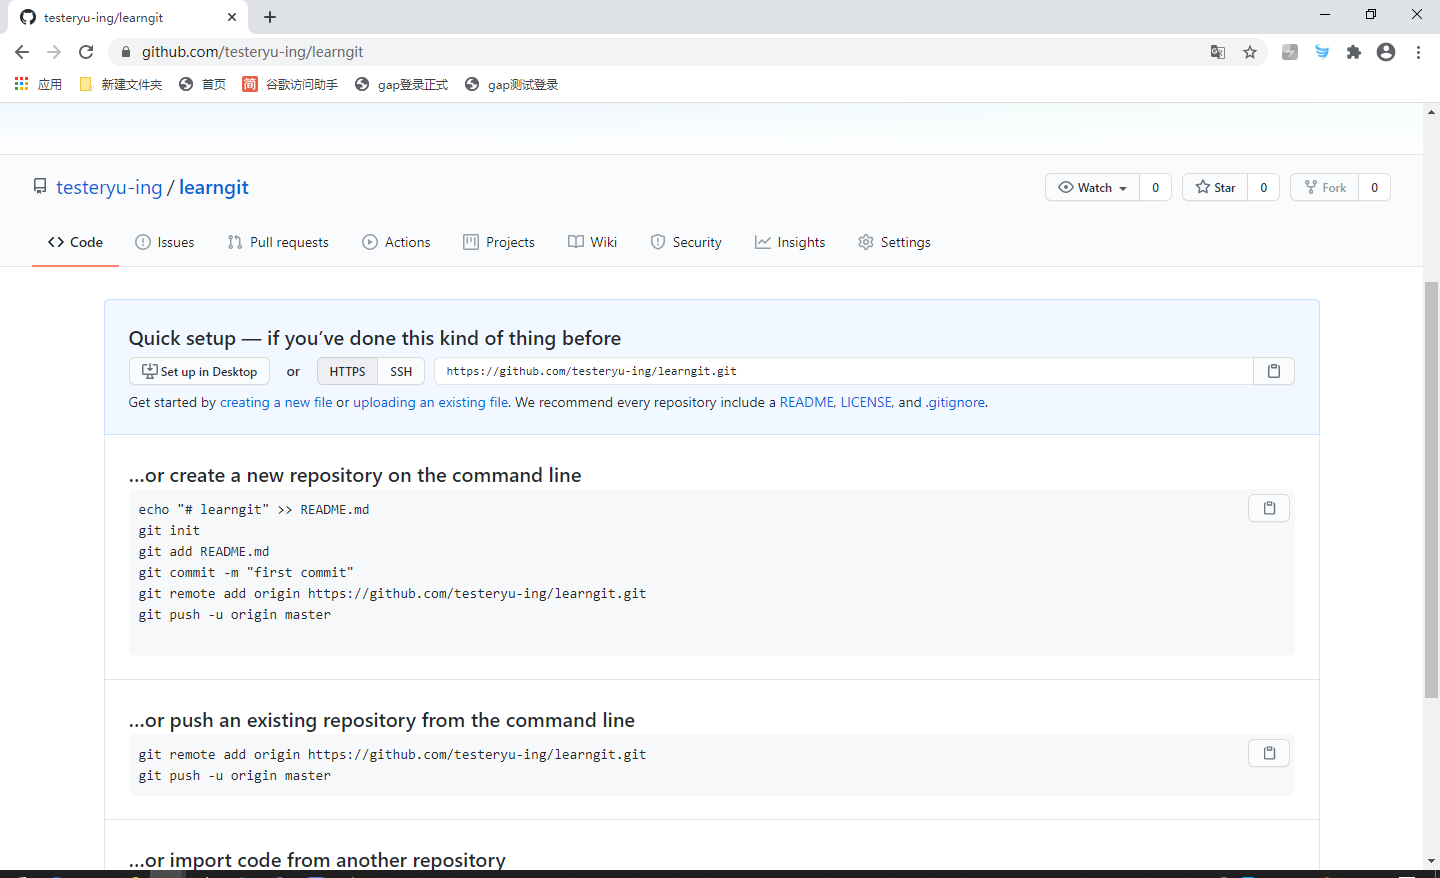 testeryu-ing/learngit
github.com/testeryu-ing/learngit
应用 新建文件夹 首页 简 谷歌访问助手 gap登录正式 gap测试登录
testeryu-ing / learngit
Watch 0 Star 0 Fork 0
Code Issues Pull requests Actions Projects Wiki Security Insights Settings
Quick setup — if you’ve done this kind of thing before
Set up in Desktop or HTTPS SSH https://github.com/testeryu-ing/learngit.git
Get started by creating a new file or uploading an existing file. We recommend every repository include a README, LICENSE, and .gitignore.
…or create a new repository on the command line
echo "# learngit" >> README.md
git init
git add README.md
git commit -m "first commit"
git remote add origin https://github.com/testeryu-ing/learngit.git
git push -u origin master
…or push an existing repository from the command line
git remote add origin https://github.com/testeryu-ing/learngit.git
git push -u origin master
…or import code from another repository